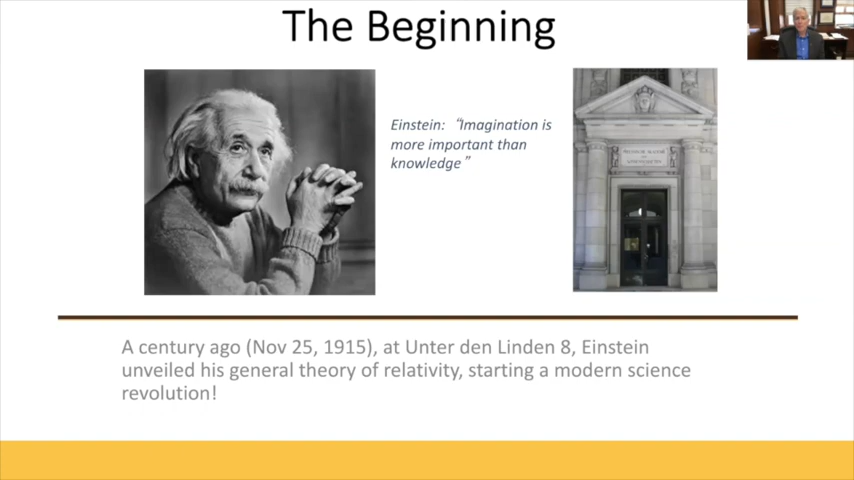 The Beginning
Einstein: “Imagination is
more important than
knowledge”
A century ago (Nov 25, 1915), at Unter den Linden 8, Einstein
unveiled his general theory of relativity, starting a modern science
revolution!